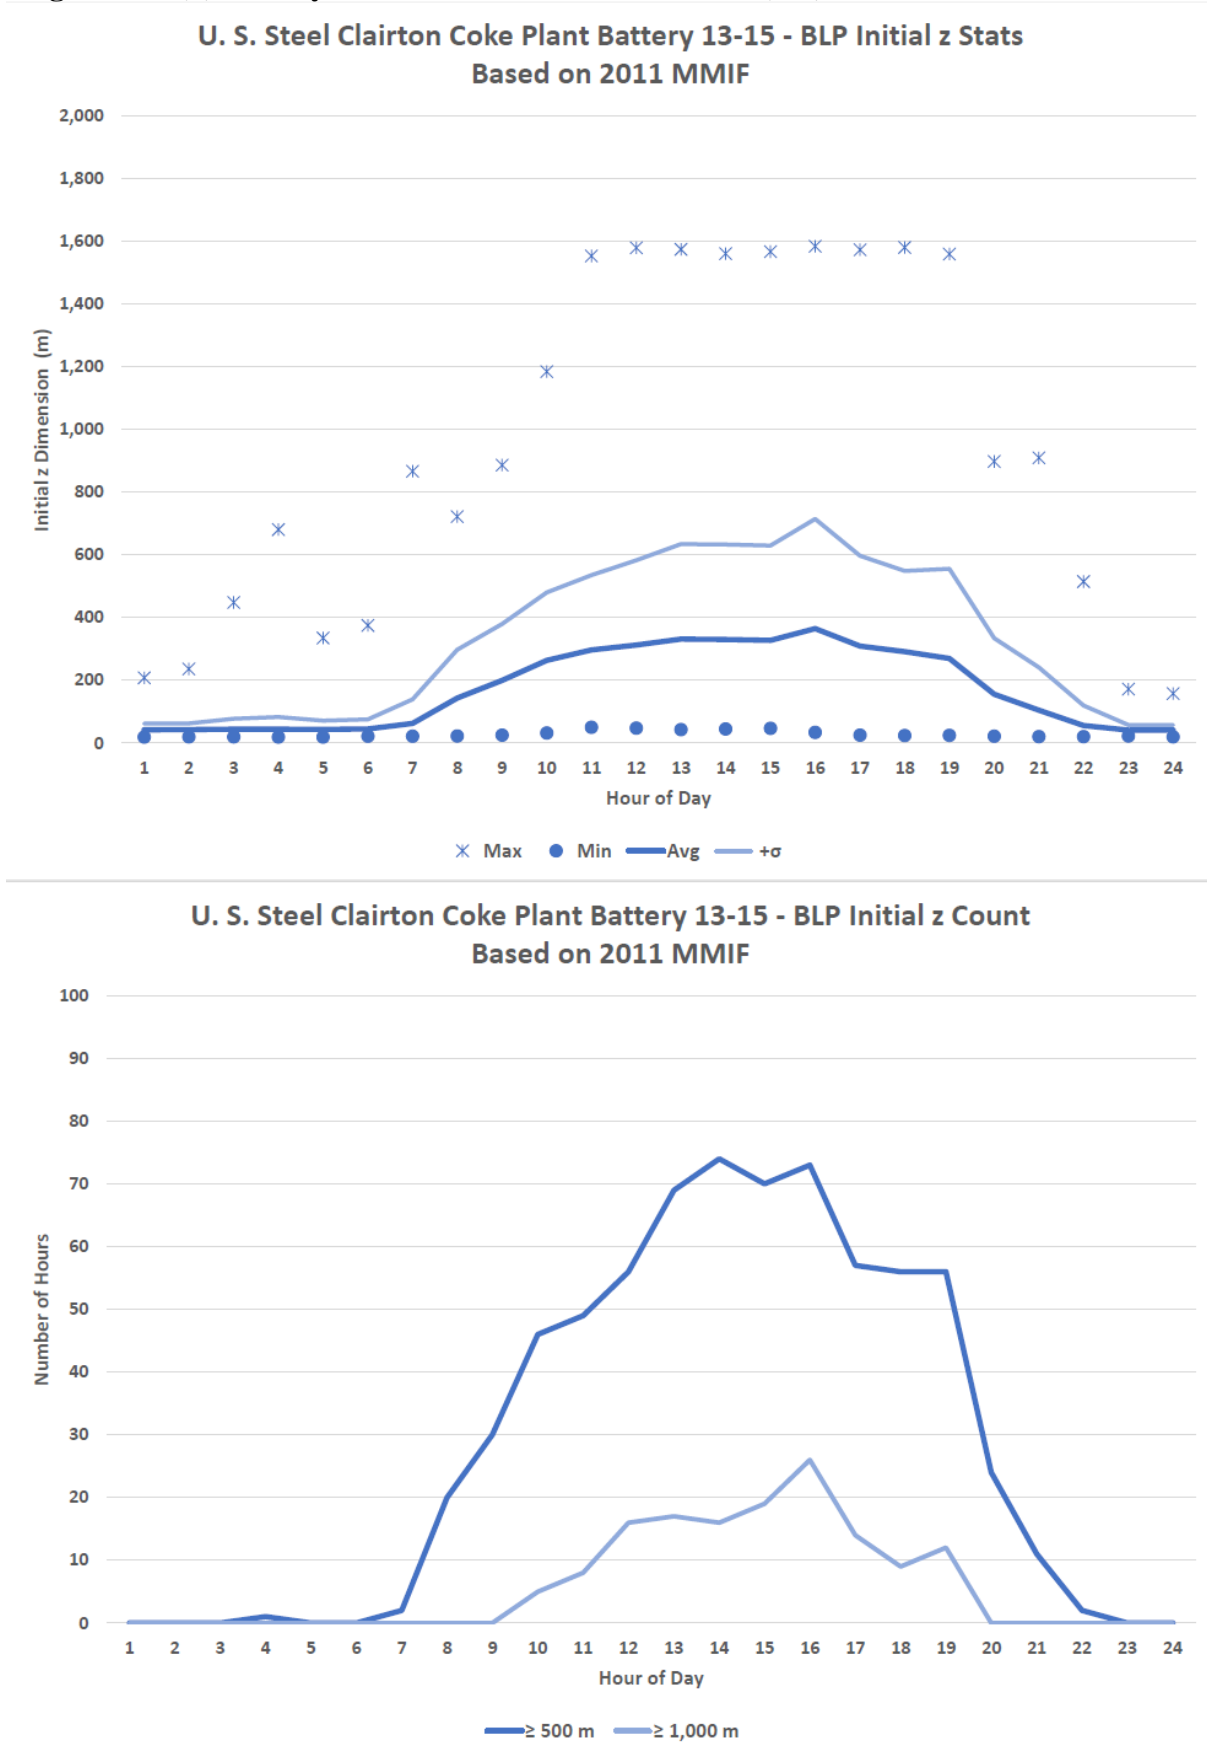 U. S. Steel Clairton Coke Plant Battery 13-15 - BLP Initial z Stats
Based on 2011 MMIF
2,000
1,800
1,600
1,400
1,200
1,000
800
600
400
200
0
Initial z Dimension (m)
1 2 3 4 5 6 7 8 9 10 11 12 13 14 15 16 17 18 19 20 21 22 23 24
Hour of Day
Max Min Avg +σ
U. S. Steel Clairton Coke Plant Battery 13-15 - BLP Initial z Count
Based on 2011 MMIF
100
90
80
70
60
50
40
30
20
10
0
Number of Hours
1 2 3 4 5 6 7 8 9 10 11 12 13 14 15 16 17 18 19 20 21 22 23 24
Hour of Day
≥ 500 m ≥ 1,000 m